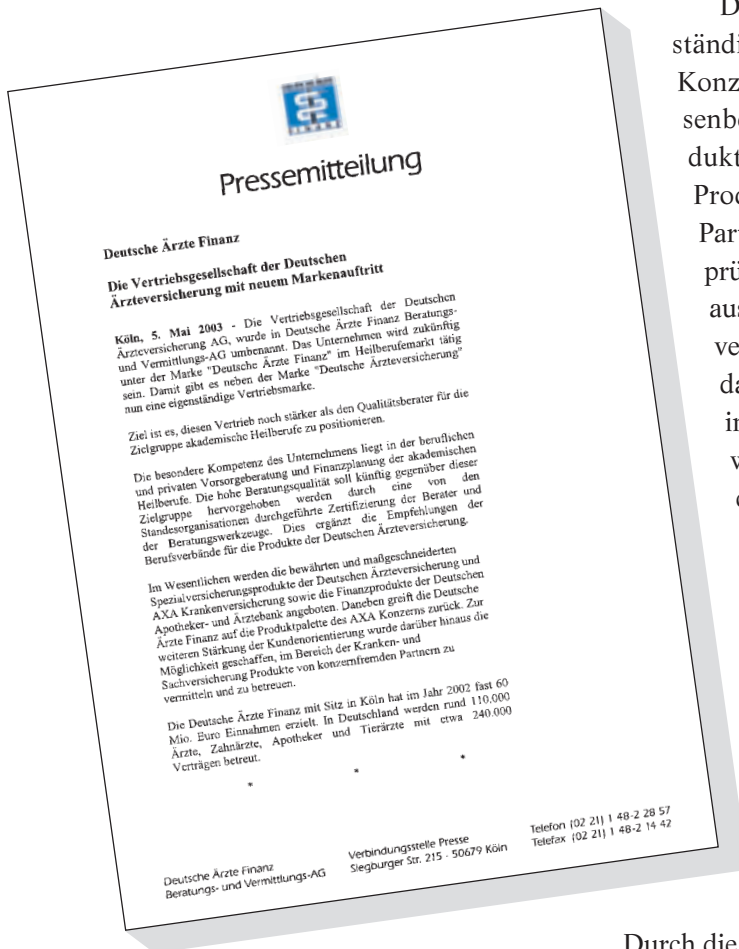 Pressemitteilung
Deutsche Ärzte Finanz
Die Vertriebsgesellschaft der Deutschen
Ärzteversicherung mit neuem Markenauftritt
Köln, 5. Mai 2003 - Die Vertriebsgesellschaft der Deutschen
Ärzteversicherung AG, wurde in Deutsche Ärzte Finanz Beratungs-
und Vermittlungs-AG umbenannt. Das Unternehmen wird zukünftig
unter der Marke "Deutsche Ärzte Finanz" im Heilberufemarkt tätig
sein. Damit gibt es neben der Marke "Deutsche Ärzteversicherung"
nun eine eigenständige Vertriebsmarke.
Ziel ist es, diesen Vertrieb noch stärker als den Qualitätsberater für die
Zielgruppe akademische Heilberufe zu positionieren.
Die besondere Kompetenz des Unternehmens liegt in der beruflichen
und privaten Vorsorgeberatung und Finanzplanung der akademischen
Heilberufe. Die hohe Beratungsqualität soll künftig gegenüber dieser
Zielgruppe hervorgehoben werden durch eine von den
Standesorganisationen durchgeführte Zertifizierung der Berater und
der Beratungswerkzeuge. Dies ergänzt die Empfehlungen der
Berufsverbände für die Produkte der Deutschen Ärzteversicherung.
Im Wesentlichen werden die bewährten und maßgeschneiderten
Spezialversicherungsprodukte der Deutschen Ärzteversicherung und
AXA Krankenversicherung sowie die Finanzprodukte der Deutschen
Apotheker- und Ärztebank angeboten. Daneben greift die Deutsche
Ärzte Finanz auf die Produktpalette des AXA Konzerns zurück. Zur
weiteren Stärkung der Kundenorientierung wurde darüber hinaus die
Möglichkeit geschaffen, im Bereich der Kranken- und
Sachversicherung Produkte von konzernfremden Partnern zu
vermitteln und zu betreuen.
Die Deutsche Ärzte Finanz mit Sitz in Köln hat im Jahr 2002 fast 60
Mio. Euro Einnahmen erzielt. In Deutschland werden rund 110.000
Ärzte, Zahnärzte, Apotheker und Tierärzte mit etwa 240.000
Verträgen betreut.
* * *
Deutsche Ärzte Finanz
Beratungs- und Vermittlungs-AG
Verbindungsstelle Presse
Siegburger Str. 215 · 50679 Köln
Telefon (02 21) 1 48-2 28 57
Telefax (02 21) 1 48-2 14 42
D
ständi
Konz
senbe
dukt
Prod
Par
prü
aus
ve
da
in
Durch die